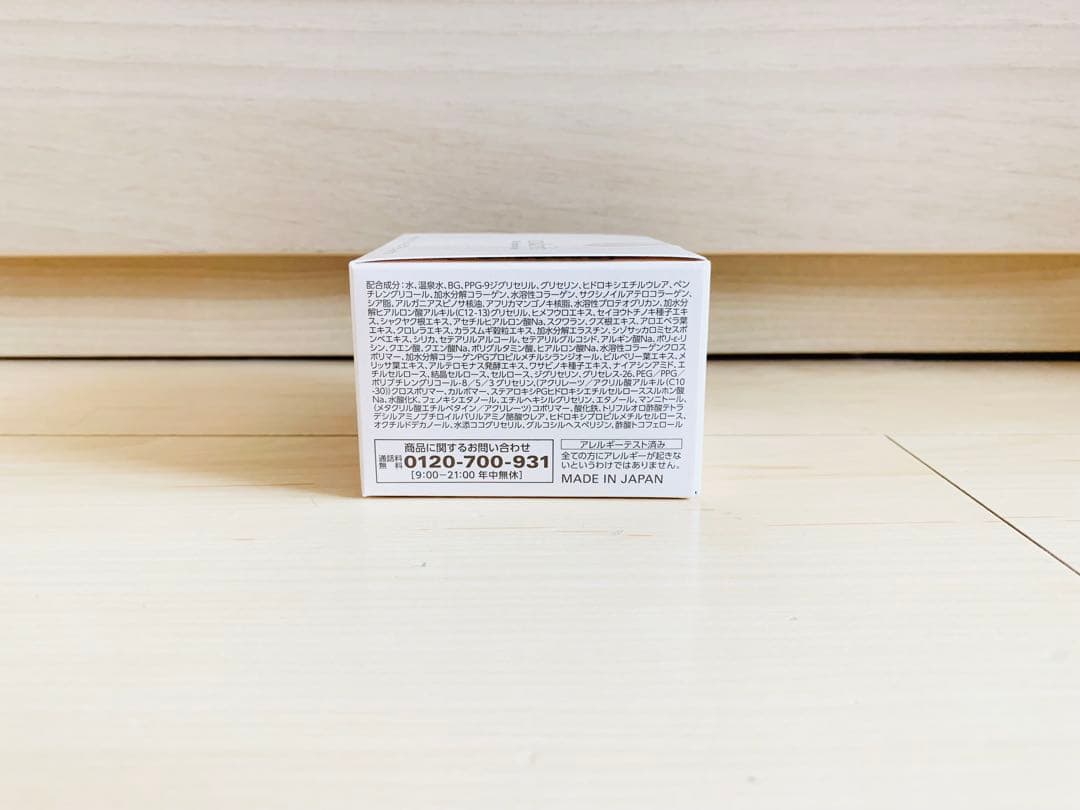 配合成分:水、温泉水、BG、PPG-9ジグリセリル、グリセリン、ヒドロキシエチルウレア、ペン
チレングリコール、加水分解コラーゲン、水溶性コラーゲン、サクシノイルアテロコラーゲン、
シア脂、アルガニアスピノサ核油、アフリカマンゴノキ核脂、水溶性プロテオグリカン、加水分
解ヒアルロン酸アルキル(C12-13)グリセリル、ヒメフウロエキス、セイヨウトチノキ種子エキ
ス、シャクヤク根エキス、アセチルヒアルロン酸Na、スクワラン、クズ根エキス、アロエベラ葉
エキス、クロレラエキス、カラスムギ穀粒エキス、加水分解エラスチン、シゾサッカロミセスポ
ンベエキス、シリカ、セテアリルアルコール、セテアリルグルコシド、アルギン酸Na、ポリ-ε-リ
シン、クエン酸、クエン酸Na、ポリグルタミン酸、ヒアルロン酸Na、水溶性コラーゲンクロス
ポリマー、加水分解コラーゲンPGプロピルメチルシランジオール、ビルベリー葉エキス、メ
リッサ葉エキス、アルテロモナス発酵エキス、ワサビノキ種子エキス、ナイアシンアミド、エ
チルセルロース、結晶セルロース、セルロース、ジグリセリン、グリセレス-26、PEG/PPG/
ポリブチレングリコール-8/5/3グリセリン、(アクリレーツ/アクリル酸アルキル(C10
-30))クロスポリマー、カルボマー、ステアロキシPGヒドロキシエチルセルローススルホン酸
Na、水酸化K、フェノキシエタノール、エチルヘキシルグリセリン、エタノール、マンニトール、
(メタクリル酸エチルベタイン/アクリレーツ)コポリマー、酸化鉄、トリフルオロ酢酸テトラ
デシルアミノブチロイルバリルアミノ酪酸ウレア、ヒドロキシプロピルメチルセルロース、
オクチルドデカノール、水添ココグリセリル、グルコシルヘスペリジン、酢酸トコフェロール
商品に関するお問い合わせ
通話料
無料 0120-700-931
[9:00-21:00 年中無休]
アレルギーテスト済み
全ての方にアレルギーが起きな
いというわけではありません。
MADE IN JAPAN